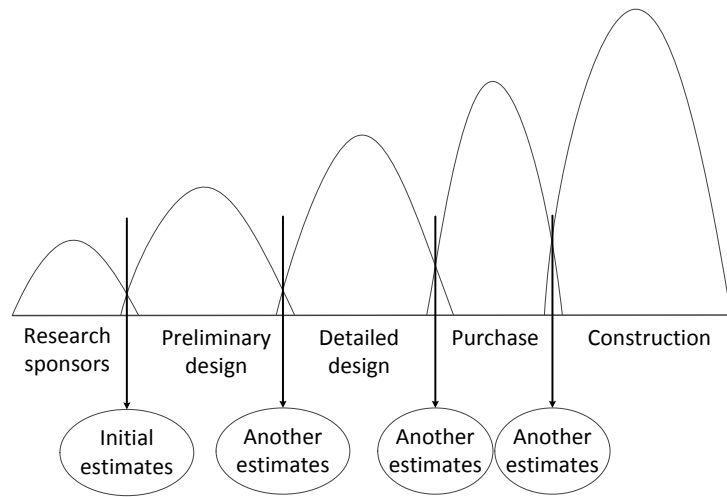 Research
sponsors
Preliminary
design
Detailed
design
Purchase
Construction
Initial
estimates
Another
estimates
Another
estimates
Another
estimates